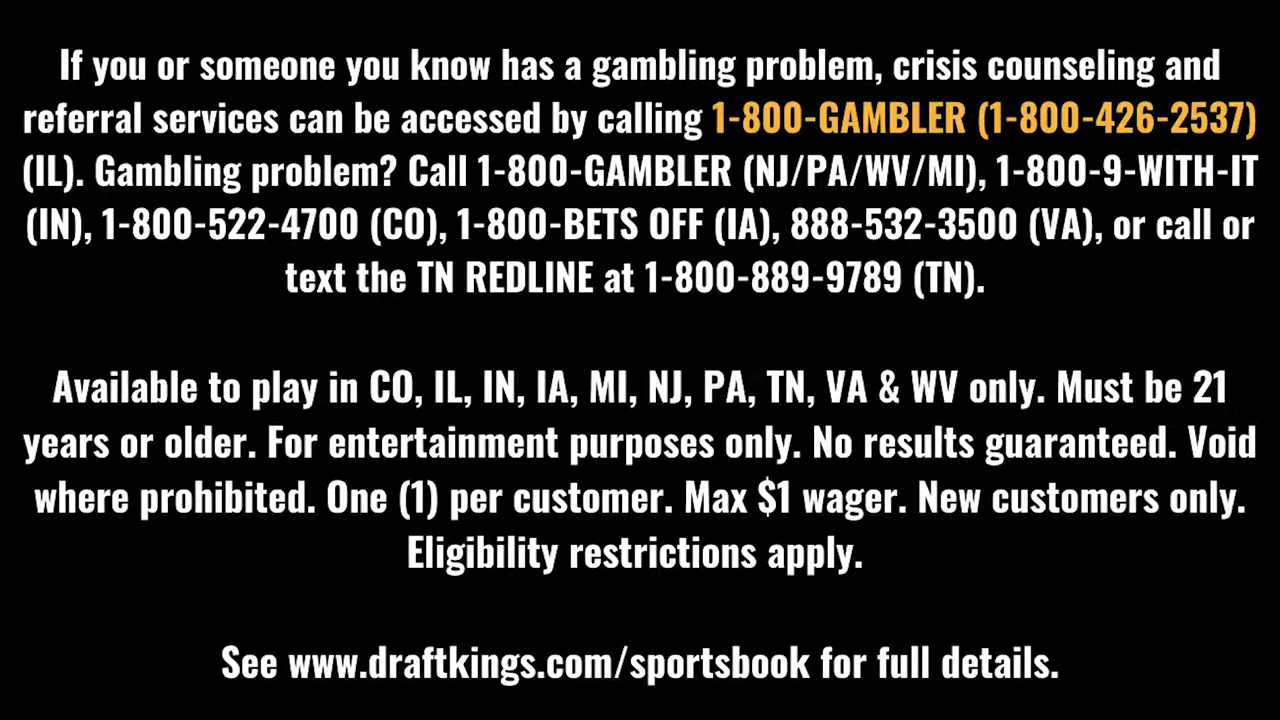 If you or someone you know has a gambling problem, crisis counseling and
referral services can be accessed by calling 1-800-GAMBLER (1-800-426-2537)
(IL). Gambling problem? Call 1-800-GAMBLER (NJ/PA/WV/MI), 1-800-9-WITH-IT
(IN), 1-800-522-4700 (CO), 1-800-BETS OFF (IA), 888-532-3500 (VA), or call or
text the TN REDLINE at 1-800-889-9789 (TN).
Available to play in CO, IL, IN, IA, MI, NJ, PA, TN, VA & WV only. Must be 21
years or older. For entertainment purposes only. No results guaranteed. Void
where prohibited. One (1) per customer. Max $1 wager. New customers only.
Eligibility restrictions apply.
See www.draftkings.com/sportsbook for full details.